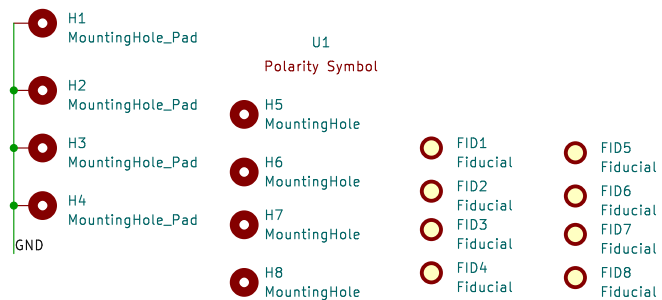 H1
MountingHole_Pad
H2
MountingHole_Pad
H3
MountingHole_Pad
H4
MountingHole_Pad
GND
U1
Polarity Symbol
H5
MountingHole
H6
MountingHole
H7
MountingHole
H8
MountingHole
FID1
Fiducial
FID2
Fiducial
FID3
Fiducial
FID4
Fiducial
FID5
Fiducial
FID6
Fiducial
FID7
Fiducial
FID8
Fiducial